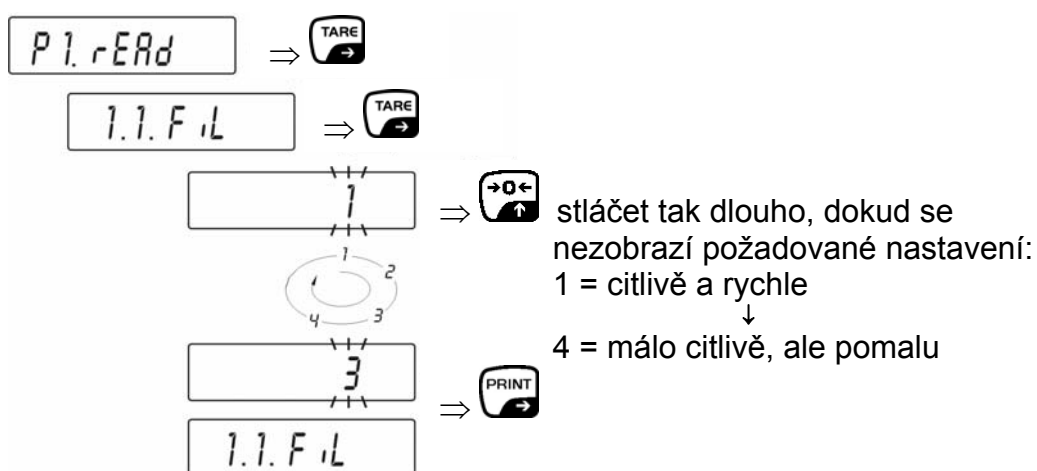 P1. rEAd ⇒ TARE →
1.1. FiL ⇒ TARE →
1 ⇒ →0← ↑ stláčet tak dlouho, dokud se
nezobrazí požadované nastavení:
1 = citlivě a rychle
↓
4 = málo citlivě, ale pomalu
1
2
3
4
3 ⇒ PRINT →
1.1. FiL